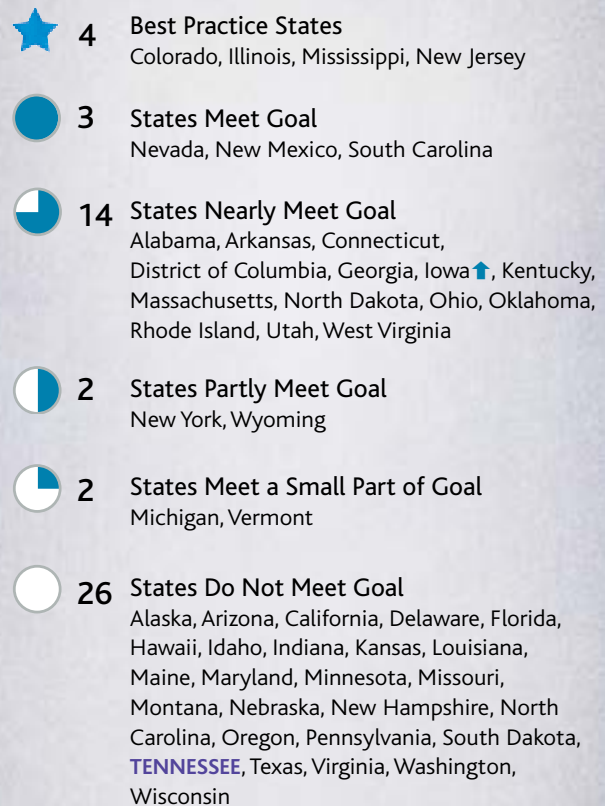 4 Best Practice States
Colorado, Illinois, Mississippi, New Jersey
3 States Meet Goal
Nevada, New Mexico, South Carolina
14 States Nearly Meet Goal
Alabama, Arkansas, Connecticut,
District of Columbia, Georgia, Iowa⬆, Kentucky,
Massachusetts, North Dakota, Ohio, Oklahoma,
Rhode Island, Utah, West Virginia
2 States Partly Meet Goal
New York, Wyoming
2 States Meet a Small Part of Goal
Michigan, Vermont
26 States Do Not Meet Goal
Alaska, Arizona, California, Delaware, Florida,
Hawaii, Idaho, Indiana, Kansas, Louisiana,
Maine, Maryland, Minnesota, Missouri,
Montana, Nebraska, New Hampshire, North
Carolina, Oregon, Pennsylvania, South Dakota,
TENNESSEE, Texas, Virginia, Washington,
Wisconsin